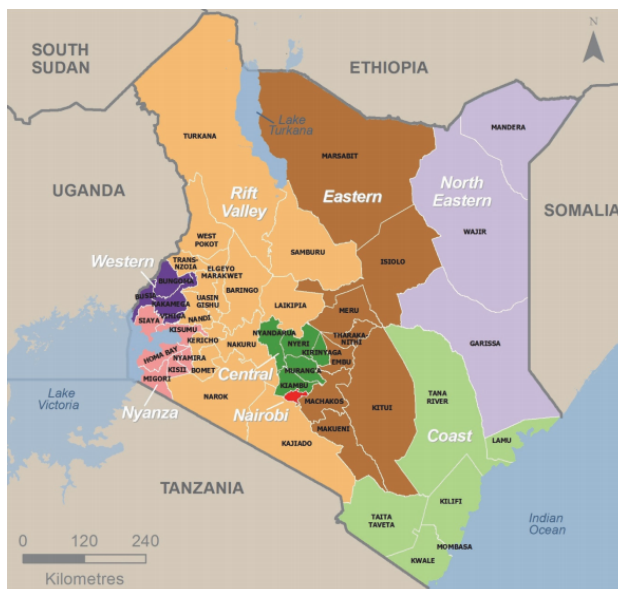 SOUTH
SUDAN
ETHIOPIA
N
Lake
Turkana
TURKANA
MANDERA
MARSABIT
UGANDA
Rift
Valley
Eastern
North
Eastern
SOMALIA
WAJIR
WEST
POKOT
SAMBURU
ISIOLO
Western
TRANS-
NZOIA
ELGEYO
MARAKWET
BUNGOMA
BUSIA
KAKAMEGA
UASIN
GISHU
BARINGO
LAIKIPIA
MERU
VIHIGA
NANDI
SIAYA
KISUMU
NYANDARUA
NYERI
THARAKA-
NITHI
GARISSA
KERICHO
NAKURU
KIRINYAGA
EMBU
HOMA BAY
NYAMIRA
KISII
BOMET
Central
MURANG'A
TANA
RIVER
MIGORI
KIAMBU
Lake
Victoria
Nyanza
NAROK
Nairobi
MACHAKOS
KITUI
Coast
LAMU
MAKUENI
KAJIADO
TANZANIA
KILIFI
TAITA
TAVETA
Indian
Ocean
MOMBASA
KWALE
0 120 240
Kilometres